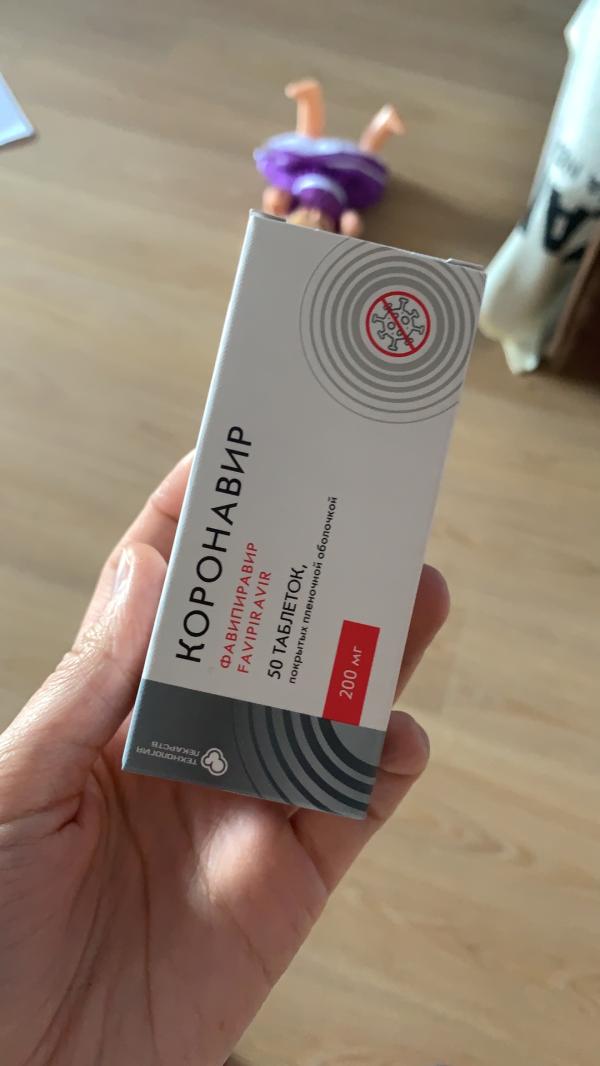 КОРОНАВИР
ФАВИПИРАВИР
FAVIPIRAVIR
50 ТАБЛЕТОК,
покрытых пленочной оболочкой
200 мг
ТЕХНОЛОГИЯ
ЛЕКАРСТВ